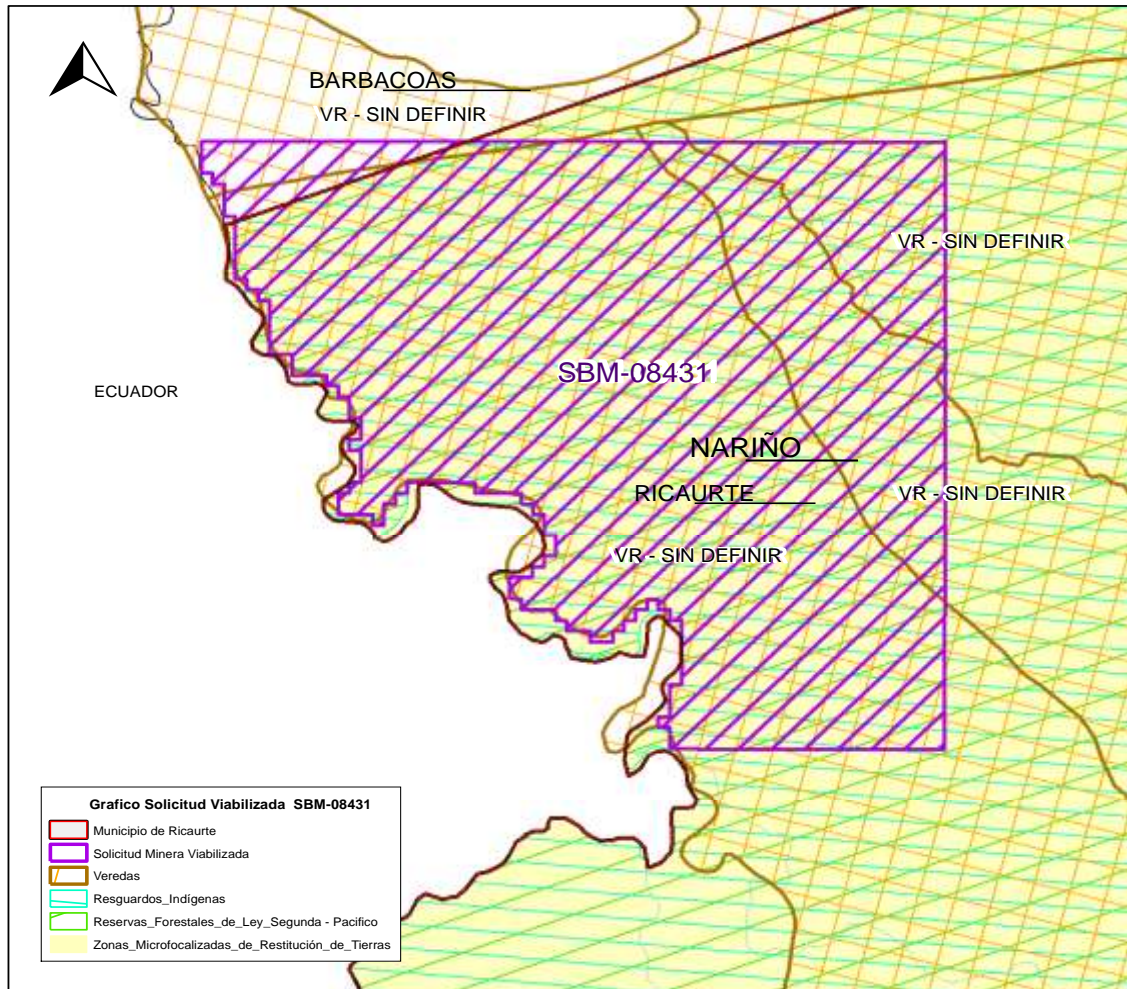 BARBACOAS
VR - SIN DEFINIR
VR - SIN DEFINIR
SBM-08431
ECUADOR
NARIÑO
RICAURTE
VR - SIN DEFINIR
VR - SIN DEFINIR
Grafico Solicitud Viabilizada SBM-08431
Municipio de Ricaurte
Solicitud Minera Viabilizada
Veredas
Resguardos_Indígenas
Reservas_Forestales_de_Ley_Segunda - Pacifico
Zonas_Microfocalizadas_de_Restitución_de_Tierras